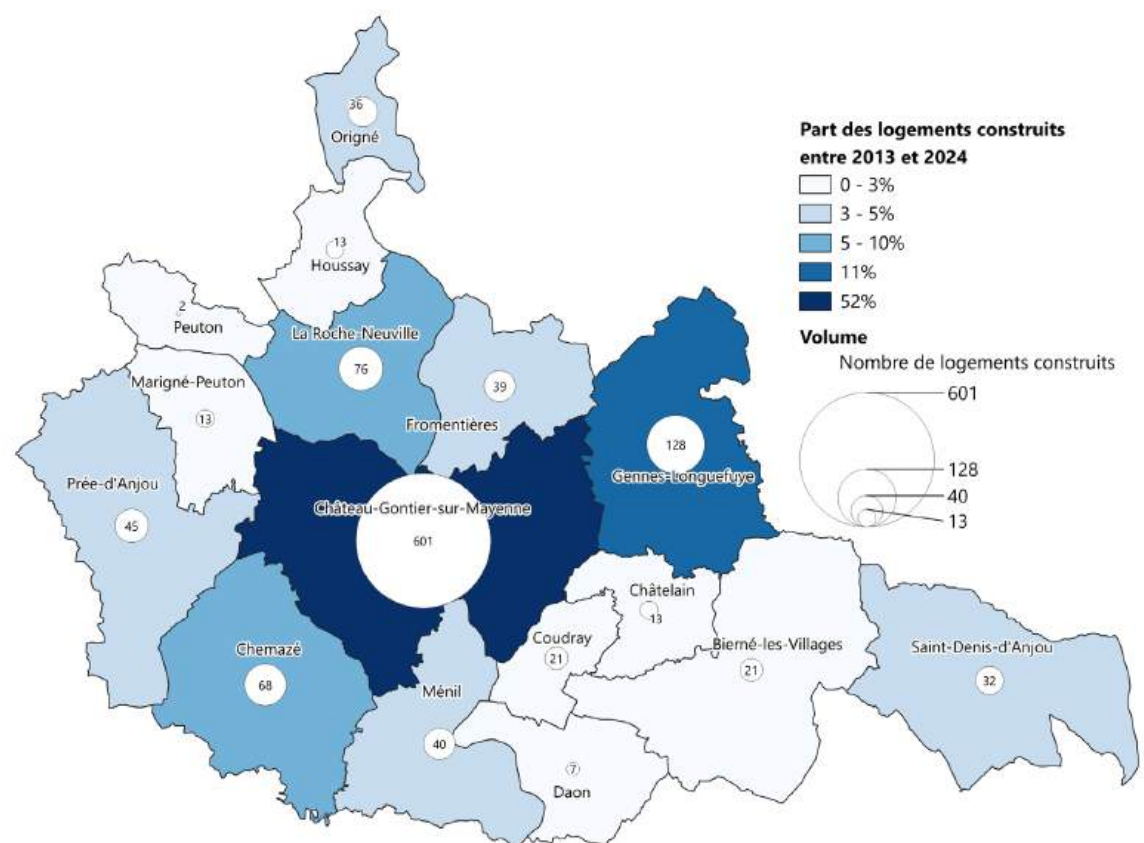 36
Origné
13
Houssay
2
Peuton
La Roche-Neuville
76
Marigné-Peuton
13
39
Fromentières
128
Gennes-Longuefuye
Prée-d'Anjou
45
Château-Gontier-sur-Mayenne
601
Châtelain
13
Coudray
21
Bierné-les-Villages
21
Saint-Denis-d'Anjou
32
Chemazé
68
Ménil
40
7
Daon
Part des logements construits
entre 2013 et 2024
0 - 3%
3 - 5%
5 - 10%
11%
52%
Volume
Nombre de logements construits
601
128
40
13